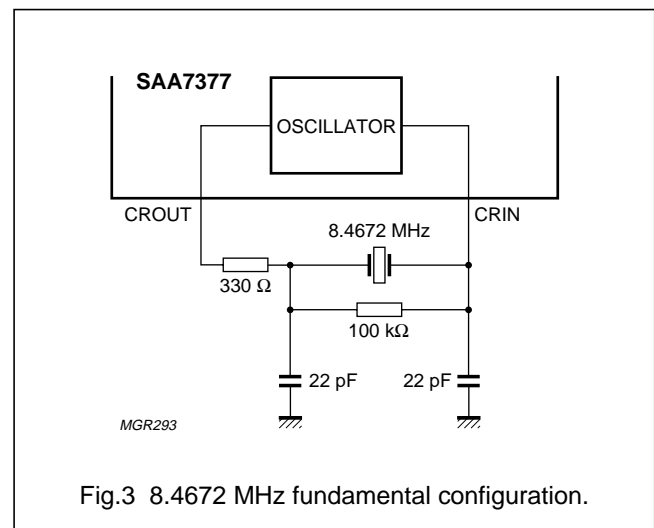 SAA7377
OSCILLATOR
CROUT
CRIN
8.4672 MHz
330 Ω
100 kΩ
22 pF
22 pF
MGR293
Fig.3 8.4672 MHz fundamental configuration.